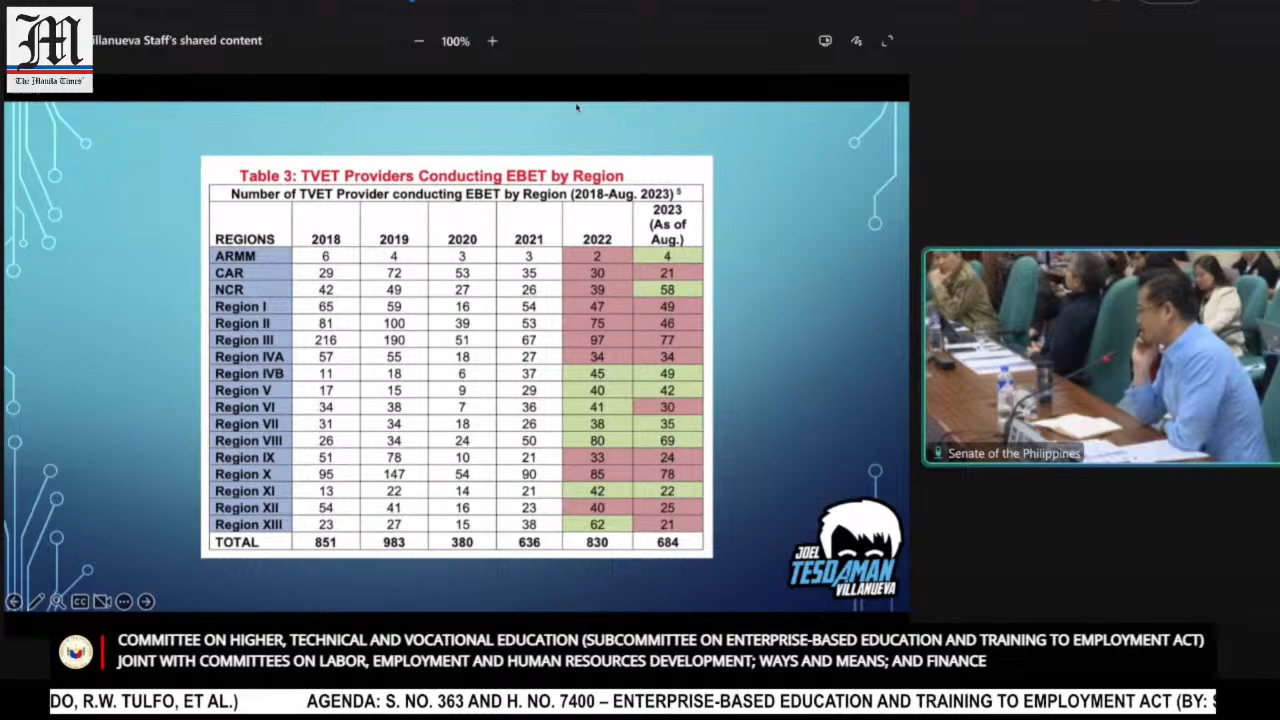 M
The Manila Times
illanueva Staff's shared content
− 100% +
Table 3: TVET Providers Conducting EBET by Region
Number of TVET Provider conducting EBET by Region (2018-Aug. 2023) 5
REGIONS 2018 2019 2020 2021 2022 2023 (As of Aug.)
ARMM 6 4 3 3 2 4
CAR 29 72 53 35 30 21
NCR 42 49 27 26 39 58
Region I 65 59 16 54 47 49
Region II 81 100 39 53 75 46
Region III 216 190 51 67 97 77
Region IVA 57 55 18 27 34 34
Region IVB 11 18 6 37 45 49
Region V 17 15 9 29 40 42
Region VI 34 38 7 36 41 30
Region VII 31 34 18 26 38 35
Region VIII 26 34 24 50 80 69
Region IX 51 78 10 21 33 24
Region X 95 147 54 90 85 78
Region XI 13 22 14 21 42 22
Region XII 54 41 16 23 40 25
Region XIII 23 27 15 38 62 21
TOTAL 851 983 380 636 830 684
JOEL
TESDAMAN
VILLANUEVA
CC
Senate of the Philippines
COMMITTEE ON HIGHER, TECHNICAL AND VOCATIONAL EDUCATION (SUBCOMMITTEE ON ENTERPRISE-BASED EDUCATION AND TRAINING TO EMPLOYMENT ACT)
JOINT WITH COMMITTEES ON LABOR, EMPLOYMENT AND HUMAN RESOURCES DEVELOPMENT; WAYS AND MEANS; AND FINANCE
DO, R.W. TULFO, ET AL.) AGENDA: S. NO. 363 AND H. NO. 7400 – ENTERPRISE-BASED EDUCATION AND TRAINING TO EMPLOYMENT ACT (BY: